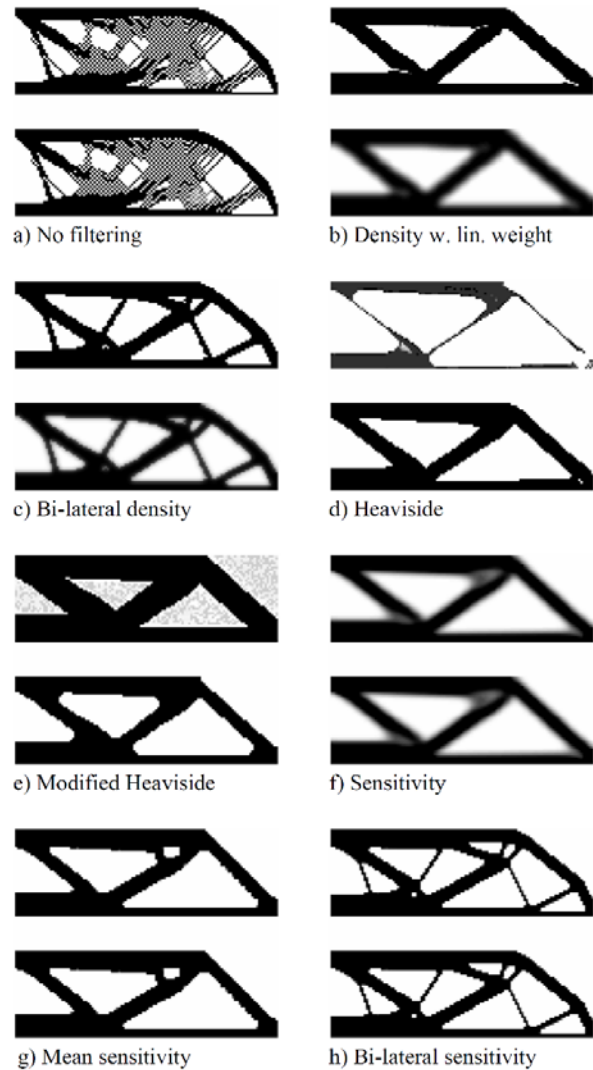 a) No filtering
b) Density w. lin. weight
c) Bi-lateral density
d) Heaviside
e) Modified Heaviside
f) Sensitivity
g) Mean sensitivity
h) Bi-lateral sensitivity